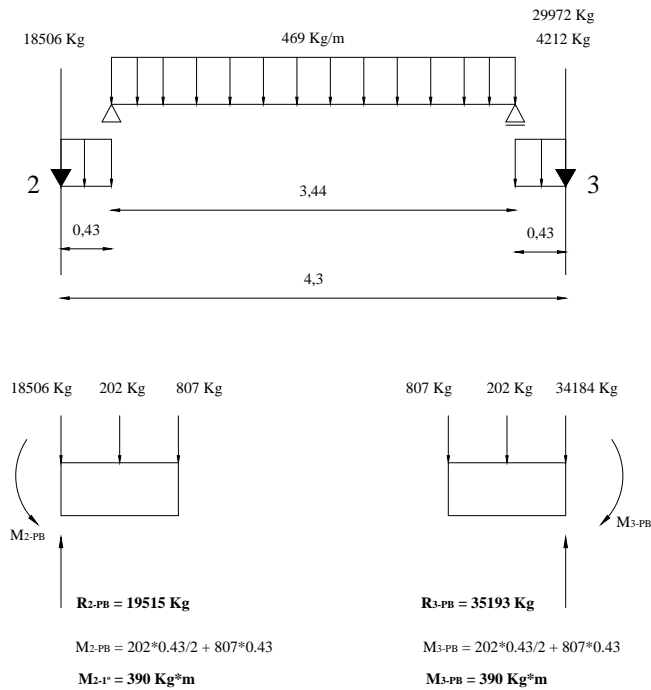 29972 Kg
18506 Kg
469 Kg/m
4212 Kg
2
3
3,44
0,43
0,43
4,3
18506 Kg
202 Kg
807 Kg
807 Kg
202 Kg
34184 Kg
M2-PB
M3-PB
R2-PB = 19515 Kg
R3-PB = 35193 Kg
M2-PB = 202*0.43/2 + 807*0.43
M3-PB = 202*0.43/2 + 807*0.43
M2-1º = 390 Kg*m
M3-PB = 390 Kg*m